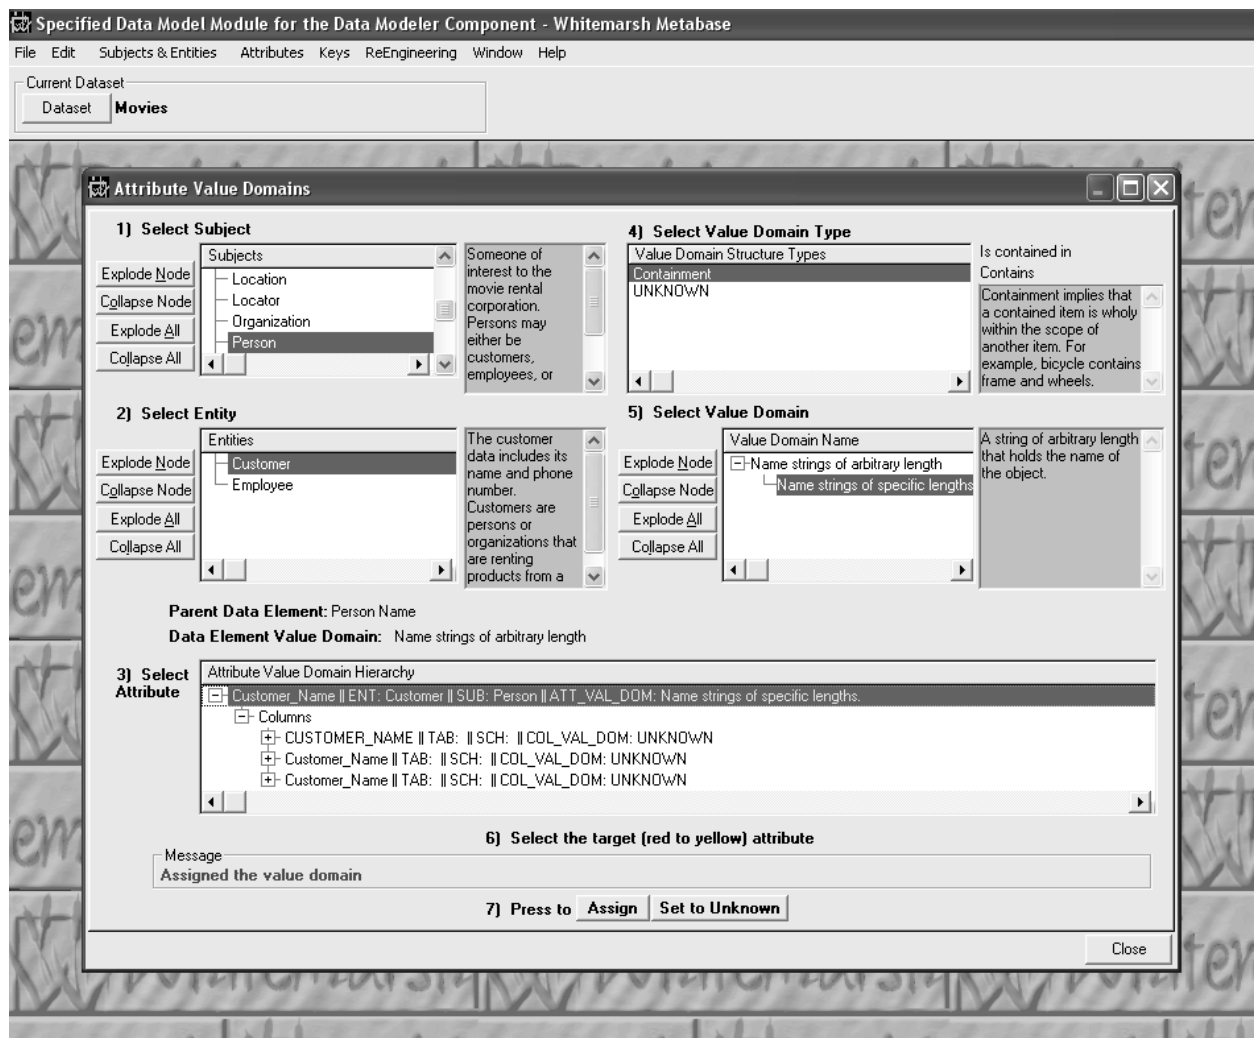 Specified Data Model Module for the Data Modeler Component - Whitemarsh Metabase
File Edit Subjects & Entities Attributes Keys ReEngineering Window Help
Current Dataset
Dataset Movies
Attribute Value Domains
1) Select Subject
Subjects
Location
Locator
Organization
Person
Explode Node
Collapse Node
Explode All
Collapse All
Someone of
interest to the
movie rental
corporation.
Persons may
either be
customers,
employees, or
4) Select Value Domain Type
Value Domain Structure Types
Containment
UNKNOWN
Is contained in
Contains
Containment implies that
a contained item is wholy
within the scope of
another item. For
example, bicycle contains
frame and wheels.
2) Select Entity
Entities
Customer
Employee
Explode Node
Collapse Node
Explode All
Collapse All
The customer
data includes its
name and phone
number.
Customers are
persons or
organizations that
are renting
products from a
5) Select Value Domain
Value Domain Name
Name strings of arbitrary length
Name strings of specific lengths
Explode Node
Collapse Node
Explode All
Collapse All
A string of arbitrary length
that holds the name of
the object.
Parent Data Element: Person Name
Data Element Value Domain: Name strings of arbitrary length
3) Select
Attribute
Attribute Value Domain Hierarchy
Customer_Name || ENT: Customer || SUB: Person || ATT_VAL_DOM: Name strings of specific lengths.
Columns
CUSTOMER_NAME || TAB: || SCH: || COL_VAL_DOM: UNKNOWN
Customer_Name || TAB: || SCH: || COL_VAL_DOM: UNKNOWN
Customer_Name || TAB: || SCH: || COL_VAL_DOM: UNKNOWN
6) Select the target (red to yellow) attribute
Message
Assigned the value domain
7) Press to Assign Set to Unknown
Close